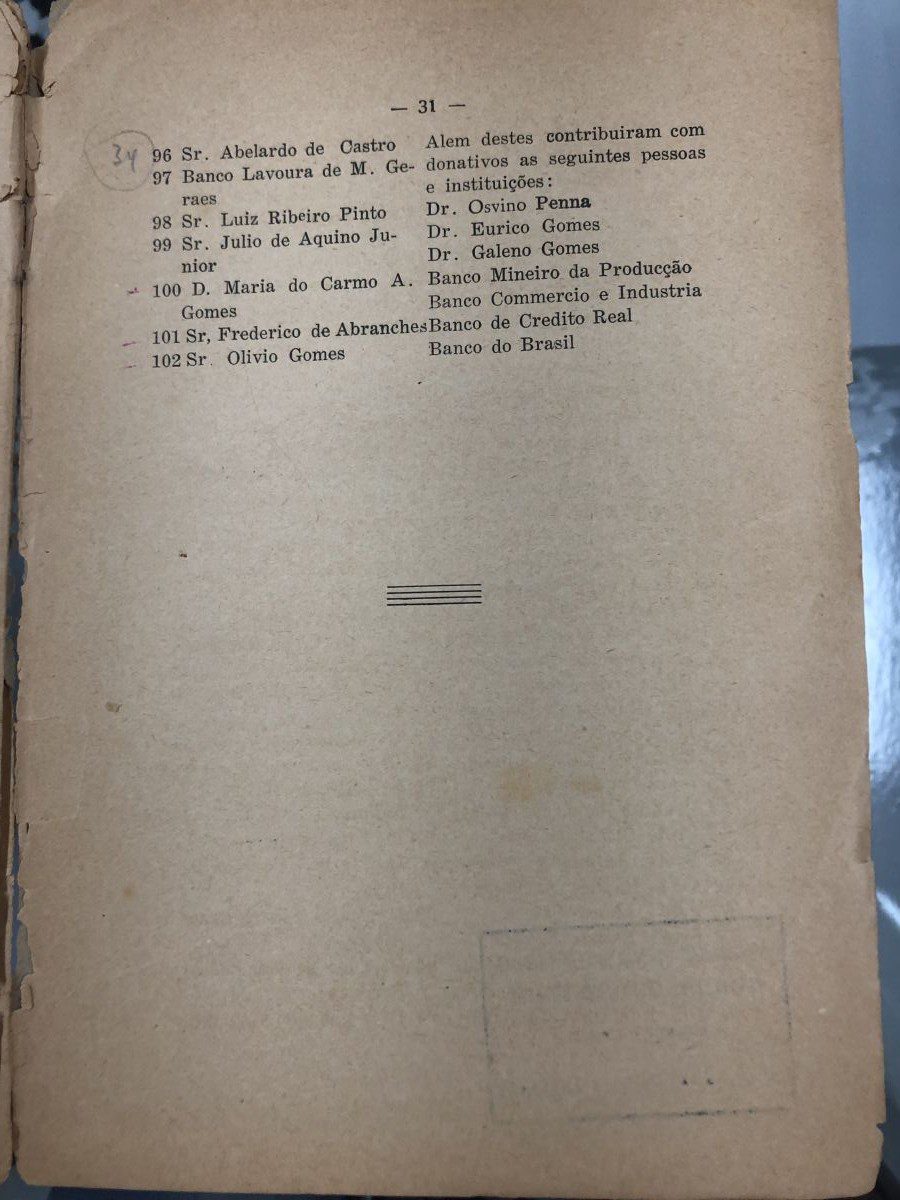 — 31 —
34
96 Sr. Abelardo de Castro
97 Banco Lavoura de M. Ge-
raes
98 Sr. Luiz Ribeiro Pinto
99 Sr. Julio de Aquino Ju-
nior
100 D. Maria do Carmo A.
Gomes
101 Sr, Frederico de Abranches
102 Sr. Olivio Gomes
Alem destes contribuiram com
donativos as seguintes pessoas
e instituições:
Dr. Osvino Penna
Dr. Eurico Gomes
Dr. Galeno Gomes
Banco Mineiro da Producção
Banco Commercio e Industria
Banco de Credito Real
Banco do Brasil